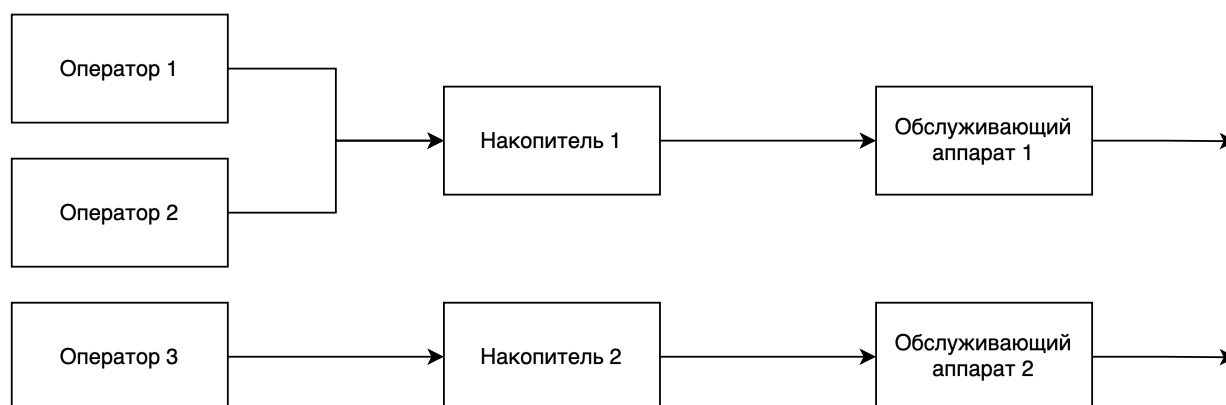 Оператор 1
Накопитель 1
Обслуживающий
аппарат 1
Оператор 2
Оператор 3
Накопитель 2
Обслуживающий
аппарат 2